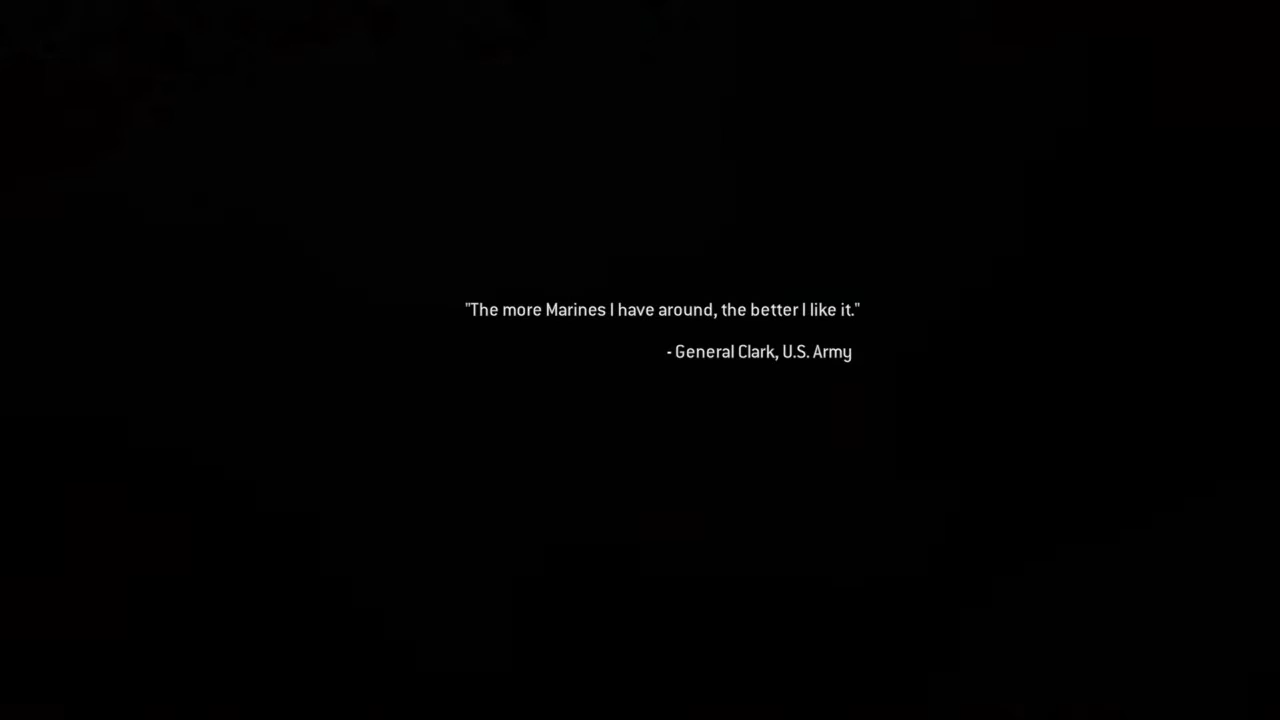 "The more Marines I have around, the better I like it."
- General Clark, U.S. Army